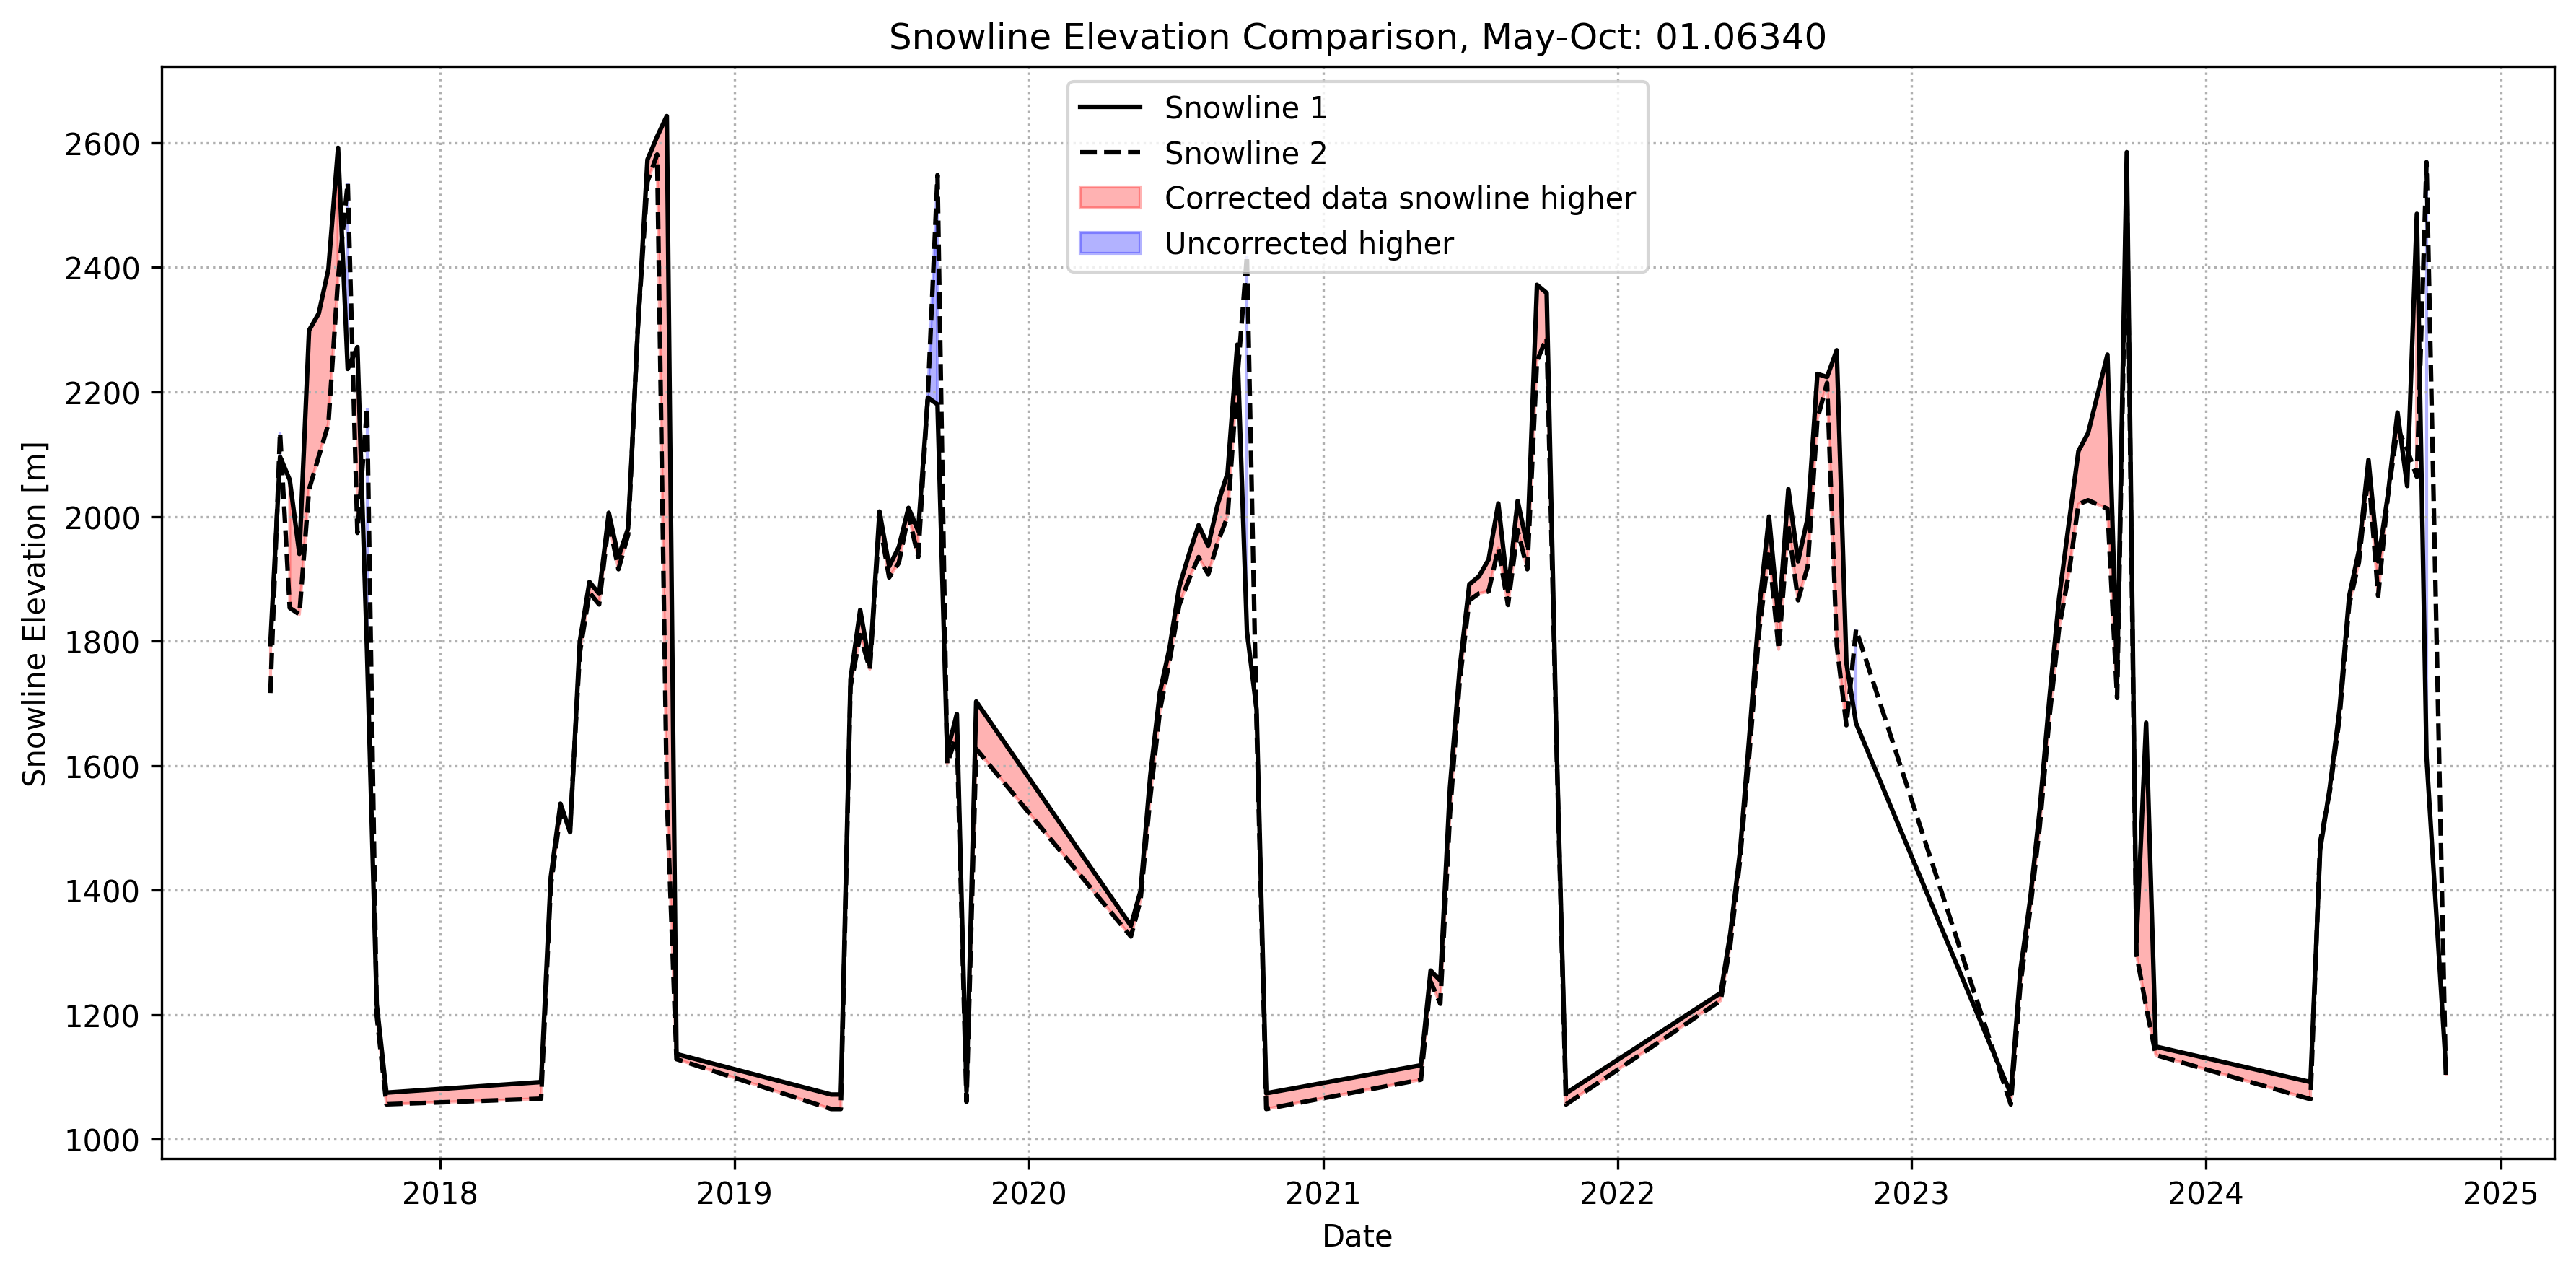 Snowline Elevation Comparison, May-Oct: 01.06340
Snowline 1
Snowline 2
Corrected data snowline higher
Uncorrected higher
Snowline Elevation [m]
2600
2400
2200
2000
1800
1600
1400
1200
1000
2018 2019 2020 2021 2022 2023 2024 2025
Date